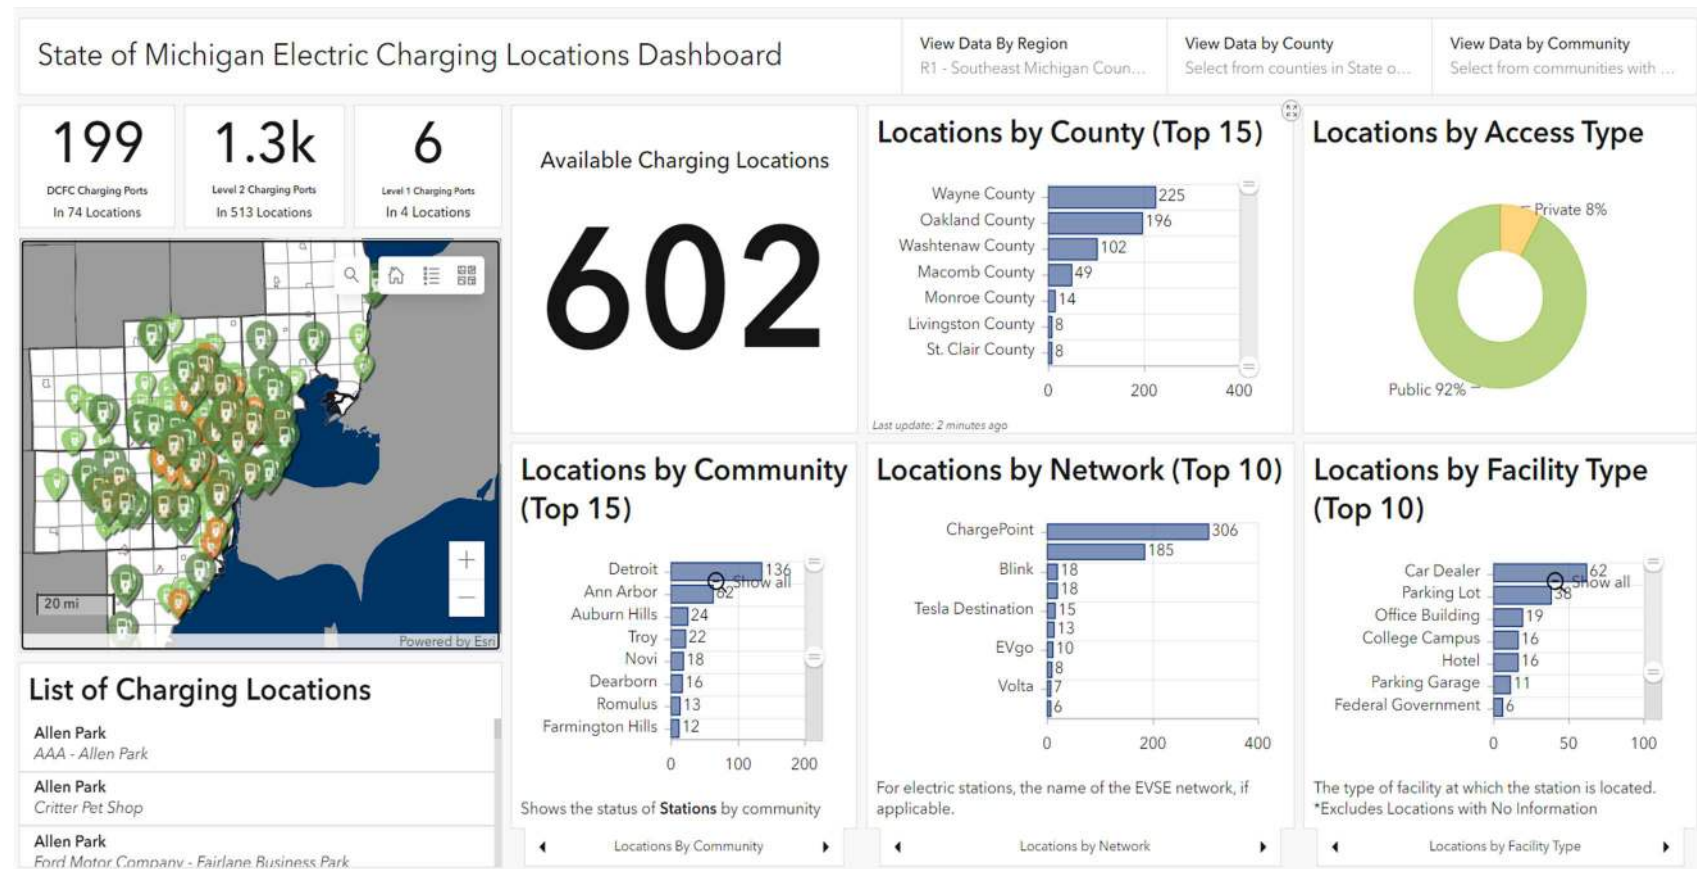 State of Michigan Electric Charging Locations Dashboard
View Data By Region
R1 - Southeast Michigan Coun...
View Data by County
Select from counties in State o...
View Data by Community
Select from communities with ...
199
DCFC Charging Ports
In 74 Locations
1.3k
Level 2 Charging Ports
In 513 Locations
6
Level 1 Charging Ports
In 4 Locations
20 mi
Powered by Esri
List of Charging Locations
Allen Park
AAA - Allen Park
Allen Park
Critter Pet Shop
Allen Park
Ford Motor Company - Fairlane Business Park
Available Charging Locations
602
Locations by County (Top 15)
Wayne County 225
Oakland County 196
Washtenaw County 102
Macomb County 49
Monroe County 14
Livingston County 8
St. Clair County 8
0 200 400
Last update: 2 minutes ago
Locations by Access Type
Private 8%
Public 92%
Locations by Community
(Top 15)
Detroit 136
Show all
Ann Arbor 62
Auburn Hills 24
Troy 22
Novi 18
Dearborn 16
Romulus 13
Farmington Hills 12
0 100 200
Shows the status of Stations by community
Locations By Community
Locations by Network (Top 10)
ChargePoint 306
185
Blink 18
18
Tesla Destination 15
13
EVgo 10
8
Volta 7
6
0 200 400
For electric stations, the name of the EVSE network, if
applicable.
Locations by Network
Locations by Facility Type
(Top 10)
Car Dealer 62
Show all
Parking Lot 38
Office Building 19
College Campus 16
Hotel 16
Parking Garage 11
Federal Government 6
0 50 100
The type of facility at which the station is located.
*Excludes Locations with No Information
Locations by Facility Type